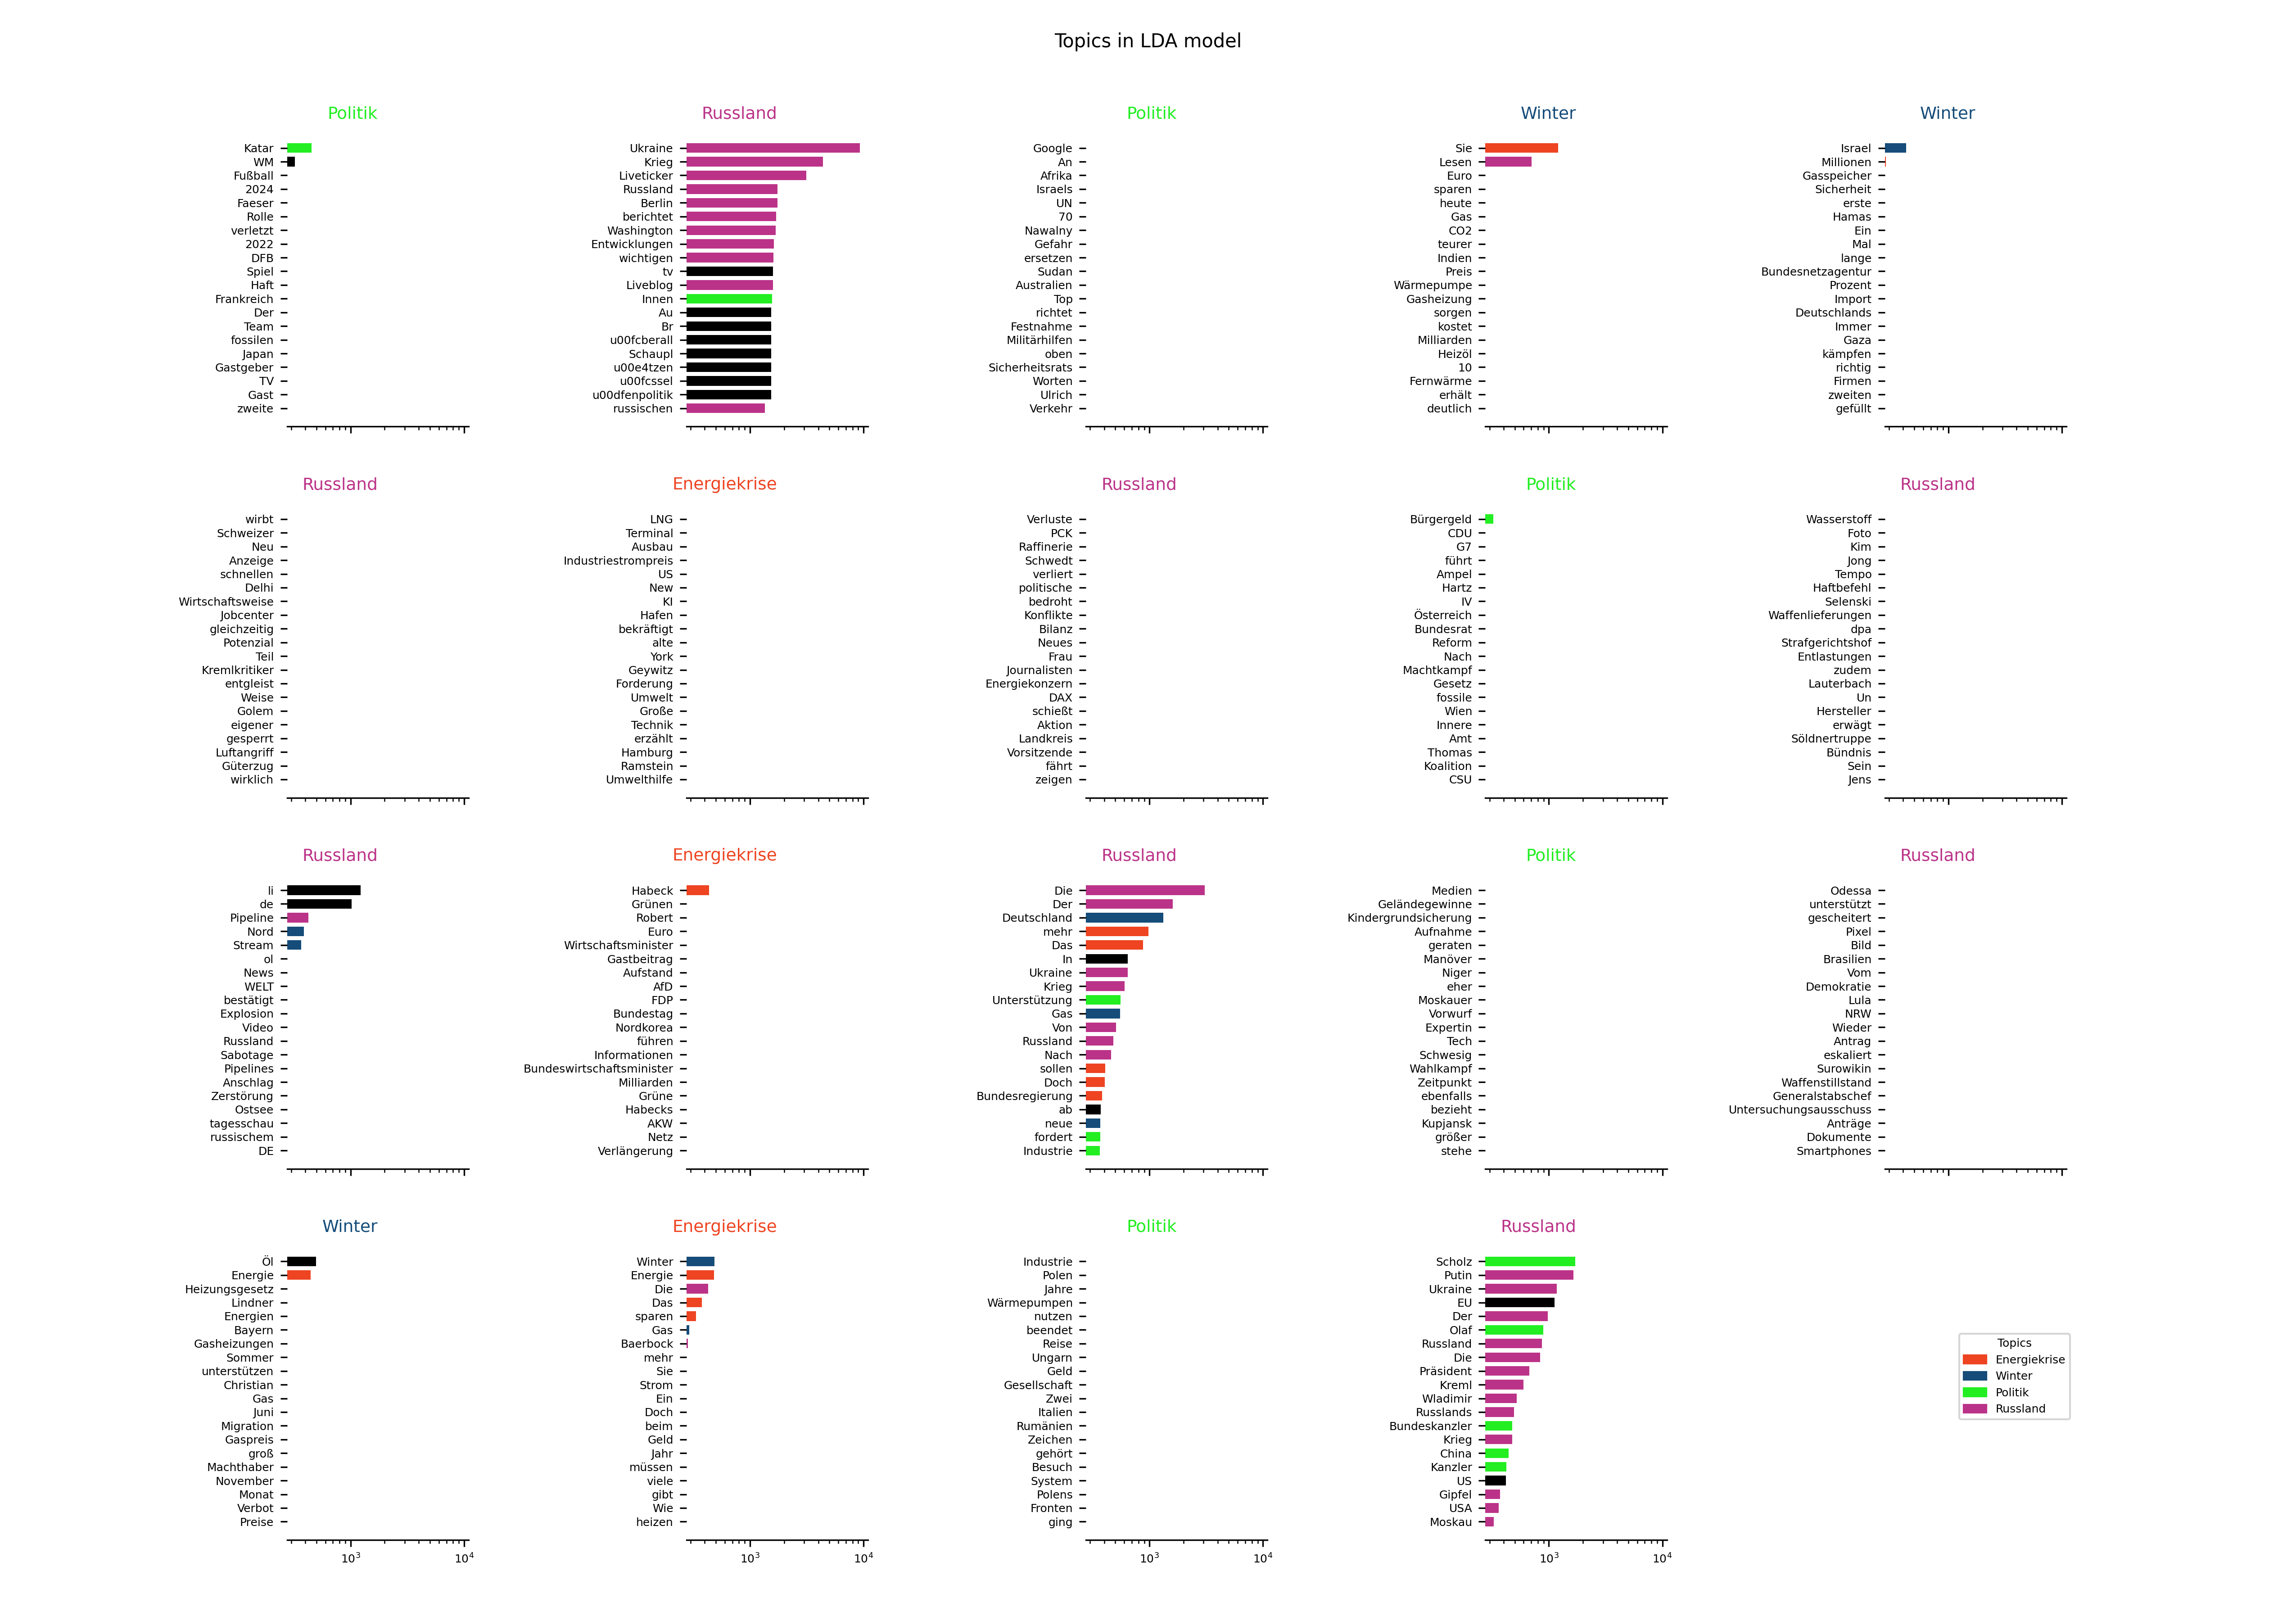 Topics in LDA model
Politik
Katar
WM
Fußball
2024
Faeser
Rolle
verletzt
2022
DFB
Spiel
Haft
Frankreich
Der
Team
fossilen
Japan
Gastgeber
TV
Gast
zweite
Russland
Ukraine
Krieg
Liveticker
Russland
Berlin
berichtet
Washington
Entwicklungen
wichtigen
tv
Liveblog
Innen
Au
Br
u00fcberall
Schaupl
u00e4tzen
u00fcssel
u00dfenpolitik
russischen
Politik
Google
An
Afrika
Israels
UN
70
Nawalny
Gefahr
ersetzen
Sudan
Australien
Top
richtet
Festnahme
Militärhilfen
oben
Sicherheitsrats
Worten
Ulrich
Verkehr
Winter
Sie
Lesen
Euro
sparen
heute
Gas
CO2
teurer
Indien
Preis
Wärmepumpe
Gasheizung
sorgen
kostet
Milliarden
Heizöl
10
Fernwärme
erhält
deutlich
Winter
Israel
Millionen
Gasspeicher
Sicherheit
erste
Hamas
Ein
Mal
lange
Bundesnetzagentur
Prozent
Import
Deutschlands
Immer
Gaza
kämpfen
richtig
Firmen
zweiten
gefüllt
Russland
wirbt
Schweizer
Neu
Anzeige
schnellen
Delhi
Wirtschaftsweise
Jobcenter
gleichzeitig
Potenzial
Teil
Kremlkritiker
entgleist
Weise
Golem
eigener
gesperrt
Luftangriff
Güterzug
wirklich
Energiekrise
LNG
Terminal
Ausbau
Industriestrompreis
US
New
KI
Hafen
bekräftigt
alte
York
Geywitz
Forderung
Umwelt
Große
Technik
erzählt
Hamburg
Ramstein
Umwelthilfe
Russland
Verluste
PCK
Raffinerie
Schwedt
verliert
politische
bedroht
Konflikte
Bilanz
Neues
Frau
Journalisten
Energiekonzern
DAX
schießt
Aktion
Landkreis
Vorsitzende
fährt
zeigen
Politik
Bürgergeld
CDU
G7
führt
Ampel
Hartz
IV
Österreich
Bundesrat
Reform
Nach
Machtkampf
Gesetz
fossile
Wien
Innere
Amt
Thomas
Koalition
CSU
Russland
Wasserstoff
Foto
Kim
Jong
Tempo
Haftbefehl
Selenski
Waffenlieferungen
dpa
Strafgerichtshof
Entlastungen
zudem
Lauterbach
Un
Hersteller
erwägt
Söldnertruppe
Bündnis
Sein
Jens
Russland
li
de
Pipeline
Nord
Stream
ol
News
WELT
bestätigt
Explosion
Video
Russland
Sabotage
Pipelines
Anschlag
Zerstörung
Ostsee
tagesschau
russischem
DE
Energiekrise
Habeck
Grünen
Robert
Euro
Wirtschaftsminister
Gastbeitrag
Aufstand
AfD
FDP
Bundestag
Nordkorea
führen
Informationen
Bundeswirtschaftsminister
Milliarden
Grüne
Habecks
AKW
Netz
Verlängerung
Russland
Die
Der
Deutschland
mehr
Das
In
Ukraine
Krieg
Unterstützung
Gas
Von
Russland
Nach
sollen
Doch
Bundesregierung
ab
neue
fordert
Industrie
Politik
Medien
Geländegewinne
Kindergrundsicherung
Aufnahme
geraten
Manöver
Niger
eher
Moskauer
Vorwurf
Expertin
Tech
Schwesig
Wahlkampf
Zeitpunkt
ebenfalls
bezieht
Kupjansk
größer
stehe
Russland
Odessa
unterstützt
gescheitert
Pixel
Bild
Brasilien
Vom
Demokratie
Lula
NRW
Wieder
Antrag
eskaliert
Surowikin
Waffenstillstand
Generalstabschef
Untersuchungsausschuss
Anträge
Dokumente
Smartphones
Winter
Öl
Energie
Heizungsgesetz
Lindner
Energien
Bayern
Gasheizungen
Sommer
unterstützen
Christian
Gas
Juni
Migration
Gaspreis
groß
Machthaber
November
Monat
Verbot
Preise
10³ 10⁴
Energiekrise
Winter
Energie
Die
Das
sparen
Gas
Baerbock
mehr
Sie
Strom
Ein
Doch
beim
Geld
Jahr
müssen
viele
gibt
Wie
heizen
10³ 10⁴
Politik
Industrie
Polen
Jahre
Wärmepumpen
nutzen
beendet
Reise
Ungarn
Geld
Gesellschaft
Zwei
Italien
Rumänien
Zeichen
gehört
Besuch
System
Polens
Fronten
ging
10³ 10⁴
Russland
Scholz
Putin
Ukraine
EU
Der
Olaf
Russland
Die
Präsident
Kreml
Wladimir
Russlands
Bundeskanzler
Krieg
China
Kanzler
US
Gipfel
USA
Moskau
10³ 10⁴
Topics
Energiekrise
Winter
Politik
Russland